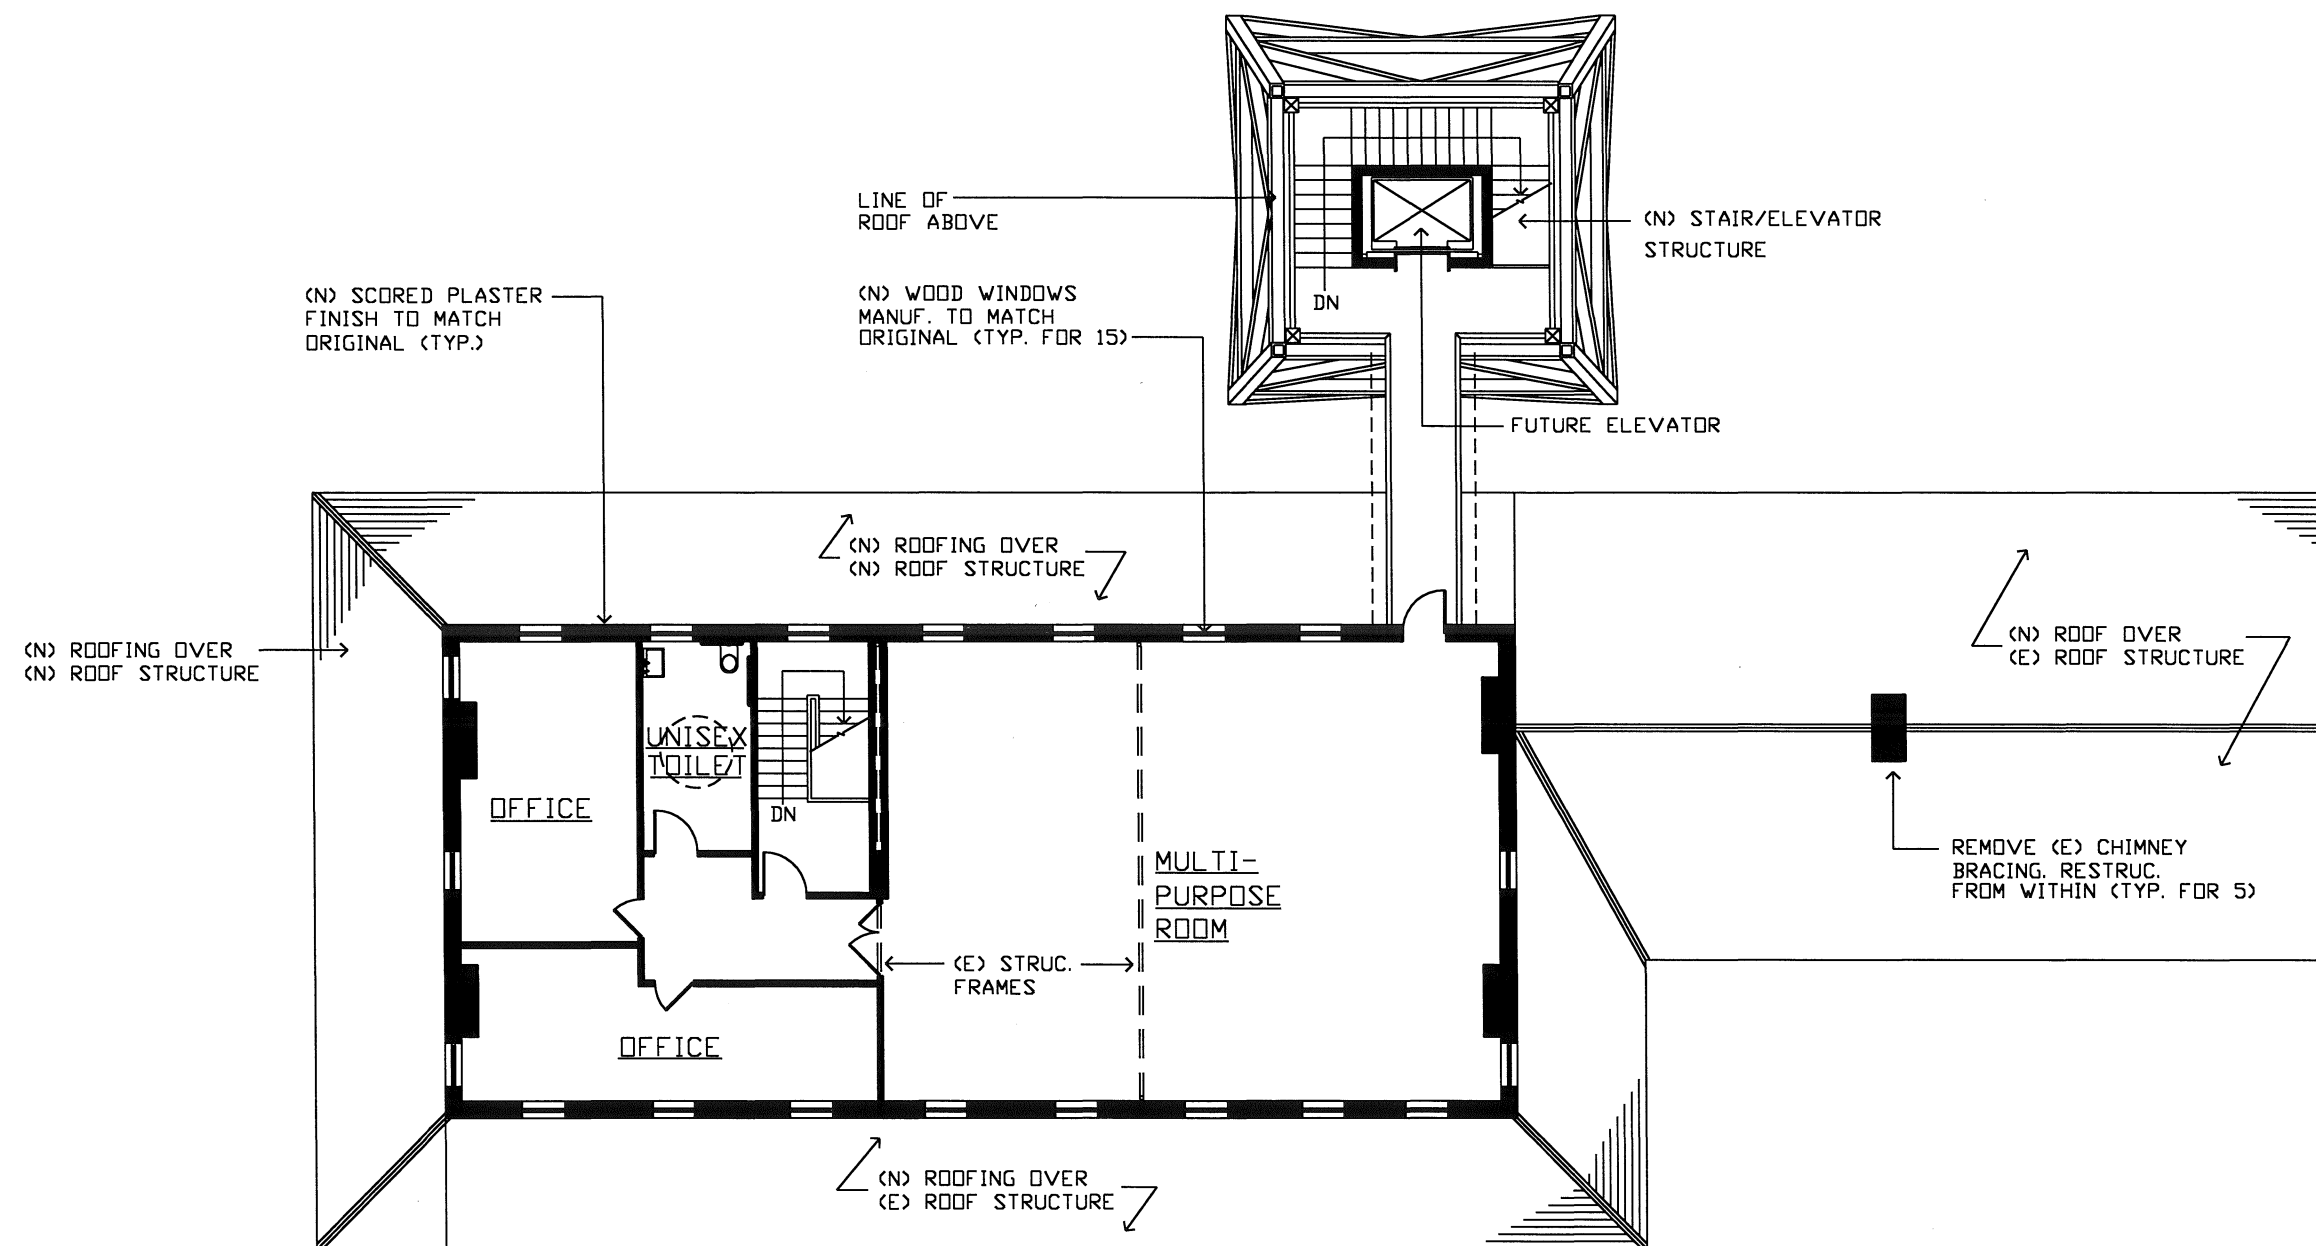 LINE OF
ROOF ABOVE
(N) STAIR/ELEVATOR
STRUCTURE
(N) SCORED PLASTER
FINISH TO MATCH
ORIGINAL (TYP.)
(N) WOOD WINDOWS
MANUF. TO MATCH
ORIGINAL (TYP. FOR 15)
DN
FUTURE ELEVATOR
(N) ROOFING OVER
(N) ROOF STRUCTURE
(N) ROOFING OVER
(N) ROOF STRUCTURE
(N) ROOF OVER
(E) ROOF STRUCTURE
UNISEX
TOILET
OFFICE
DN
MULTI-
PURPOSE
ROOM
REMOVE (E) CHIMNEY
BRACING. RESTRUC.
FROM WITHIN (TYP. FOR 5)
(E) STRUC.
FRAMES
OFFICE
(N) ROOFING OVER
(E) ROOF STRUCTURE